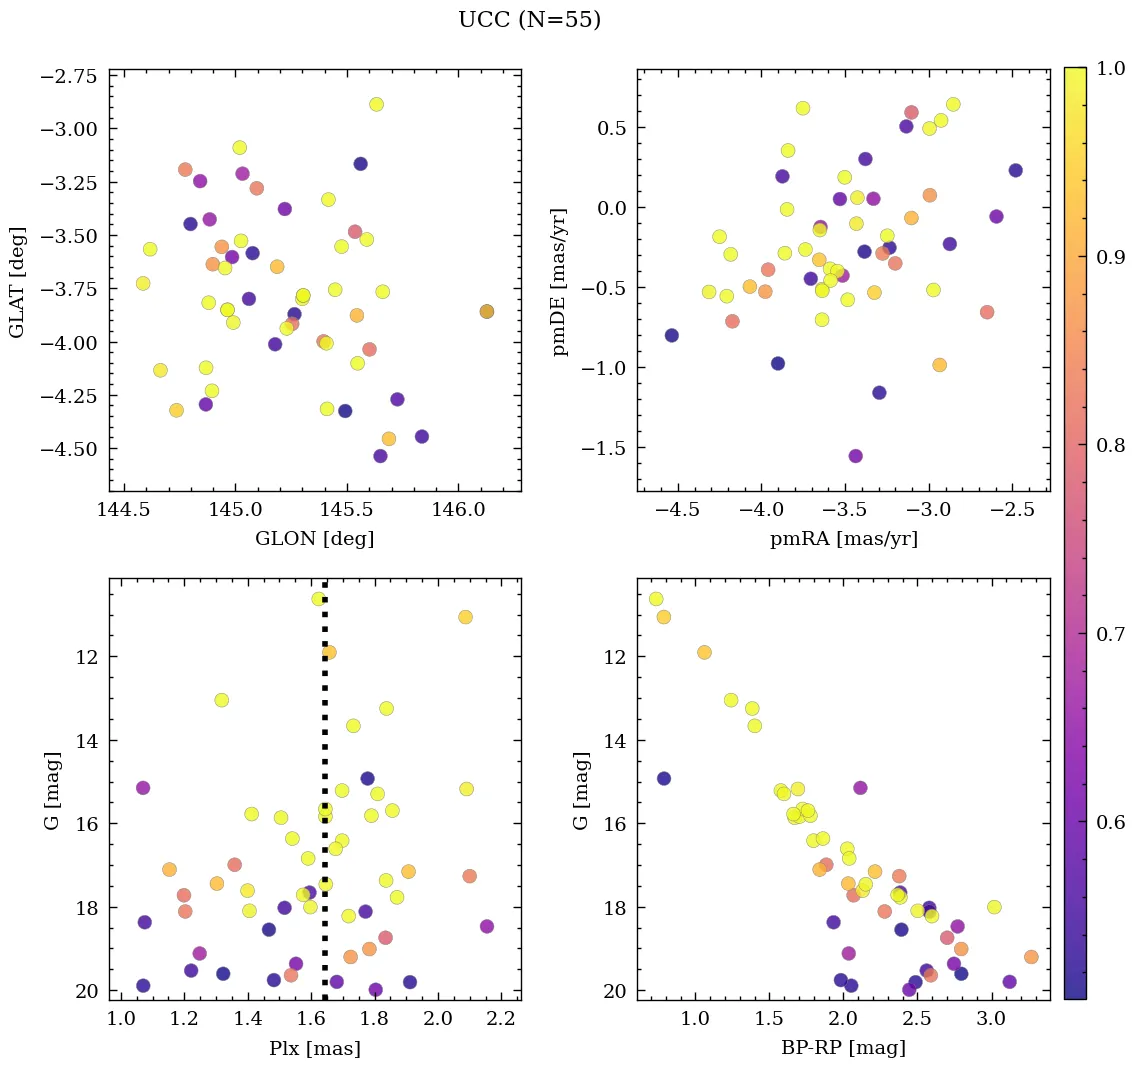 UCC (N=55)
−2.75
−3.00
−3.25
−3.50
−3.75
−4.00
−4.25
−4.50
GLAT [deg]
144.5 145.0 145.5 146.0
GLON [deg]
0.5
0.0
−0.5
−1.0
−1.5
pmDE [mas/yr]
−4.5 −4.0 −3.5 −3.0 −2.5
pmRA [mas/yr]
12
14
16
18
20
G [mag]
1.0 1.2 1.4 1.6 1.8 2.0 2.2
Plx [mas]
12
14
16
18
20
G [mag]
1.0 1.5 2.0 2.5 3.0
BP-RP [mag]
1.0
0.9
0.8
0.7
0.6